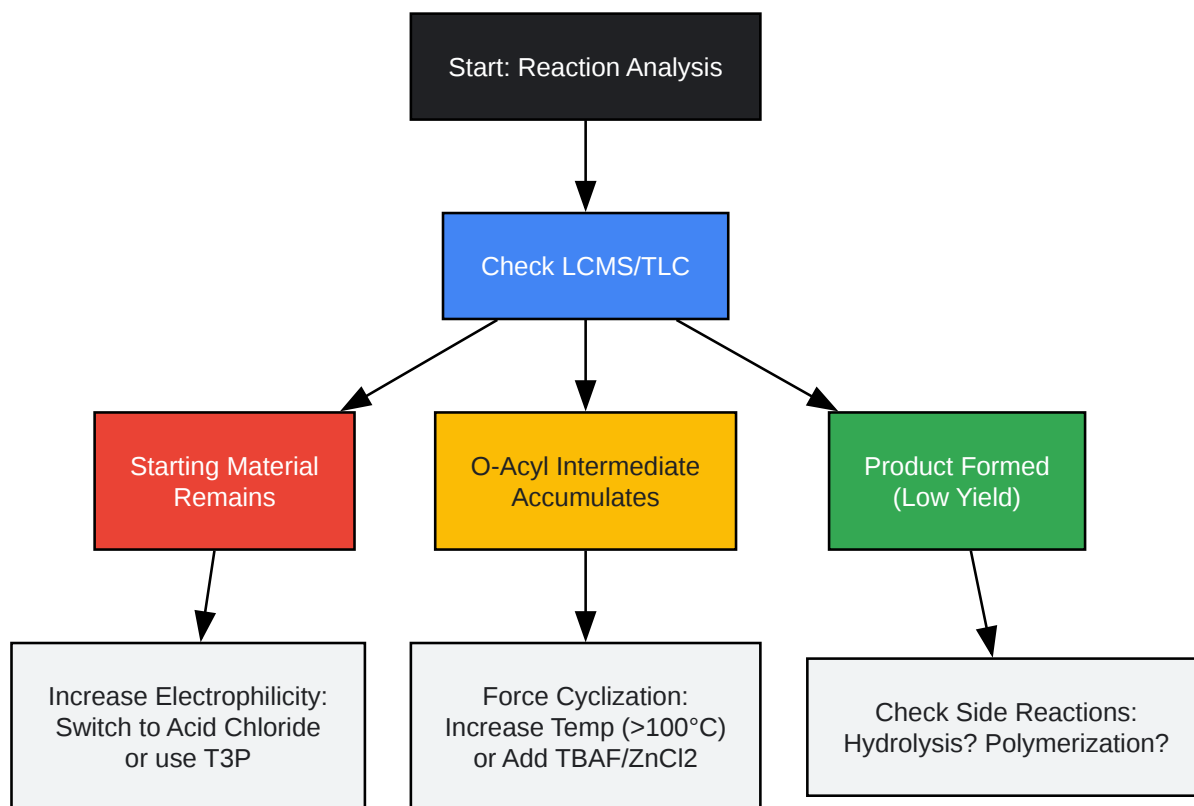 Start: Reaction Analysis
Check LCMS/TLC
Starting Material
Remains
O-Acyl Intermediate
Accumulates
Product Formed
(Low Yield)
Increase Electrophilicity:
Switch to Acid Chloride
or use T3P
Force Cyclization:
Increase Temp (>100°C)
or Add TBAF/ZnCl2
Check Side Reactions:
Hydrolysis? Polymerization?